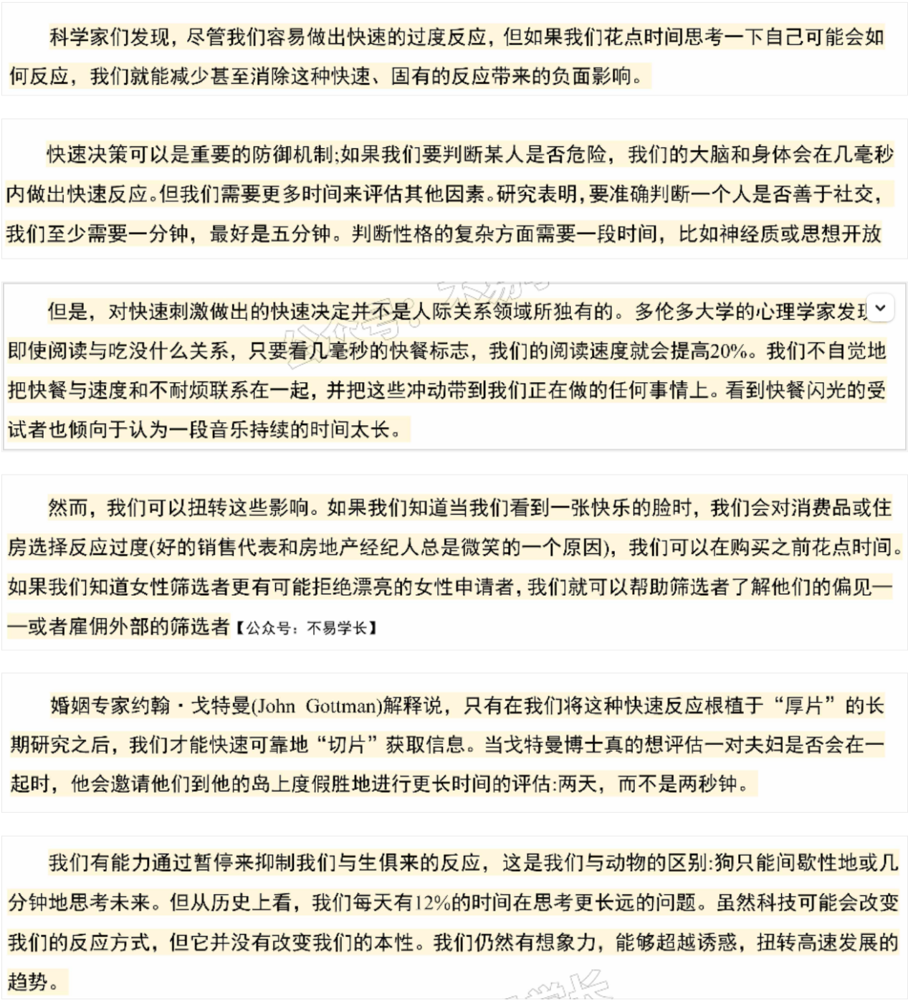 科学家们发现，尽管我们容易做出快速的过度反应，但如果我们花点时间思考一下自己可能会如
何反应，我们就能减少甚至消除这种快速、固有的反应带来的负面影响。
快速决策可以是重要的防御机制;如果我们要判断某人是否危险，我们的大脑和身体会在几毫秒
内做出快速反应。但我们需要更多时间来评估其他因素。研究表明，要准确判断一个人是否善于社交，
我们至少需要一分钟，最好是五分钟。判断性格的复杂方面需要一段时间，比如神经质或思想开放
公众号：不易学
但是，对快速刺激做出的快速决定并不是人际关系领域所独有的。多伦多大学的心理学家发现
即使阅读与吃没什么关系，只要看几毫秒的快餐标志，我们的阅读速度就会提高20%。我们不自觉地
把快餐与速度和不耐烦联系在一起，并把这些冲动带到我们正在做的任何事情上。看到快餐闪光的受
试者也倾向于认为一段音乐持续的时间太长。
然而，我们可以扭转这些影响。如果我们知道当我们看到一张快乐的脸时，我们会对消费品或住
房选择反应过度(好的销售代表和房地产经纪人总是微笑的一个原因)，我们可以在购买之前花点时间。
如果我们知道女性筛选者更有可能拒绝漂亮的女性申请者，我们就可以帮助筛选者了解他们的偏见—
—或者雇佣外部的筛选者【公众号：不易学长】
婚姻专家约翰·戈特曼(John Gottman)解释说，只有在我们将这种快速反应根植于“厚片”的长
期研究之后，我们才能快速可靠地“切片”获取信息。当戈特曼博士真的想评估一对夫妇是否会在一
起时，他会邀请他们到他的岛上度假胜地进行更长时间的评估:两天，而不是两秒钟。
我们有能力通过暂停来抑制我们与生俱来的反应，这是我们与动物的区别:狗只能间歇性地或几
分钟地思考未来。但从历史上看，我们每天有12%的时间在思考更长远的问题。虽然科技可能会改变
我们的反应方式，但它并没有改变我们的本性。我们仍然有想象力，能够超越诱惑，扭转高速发展的
趋势。
学长